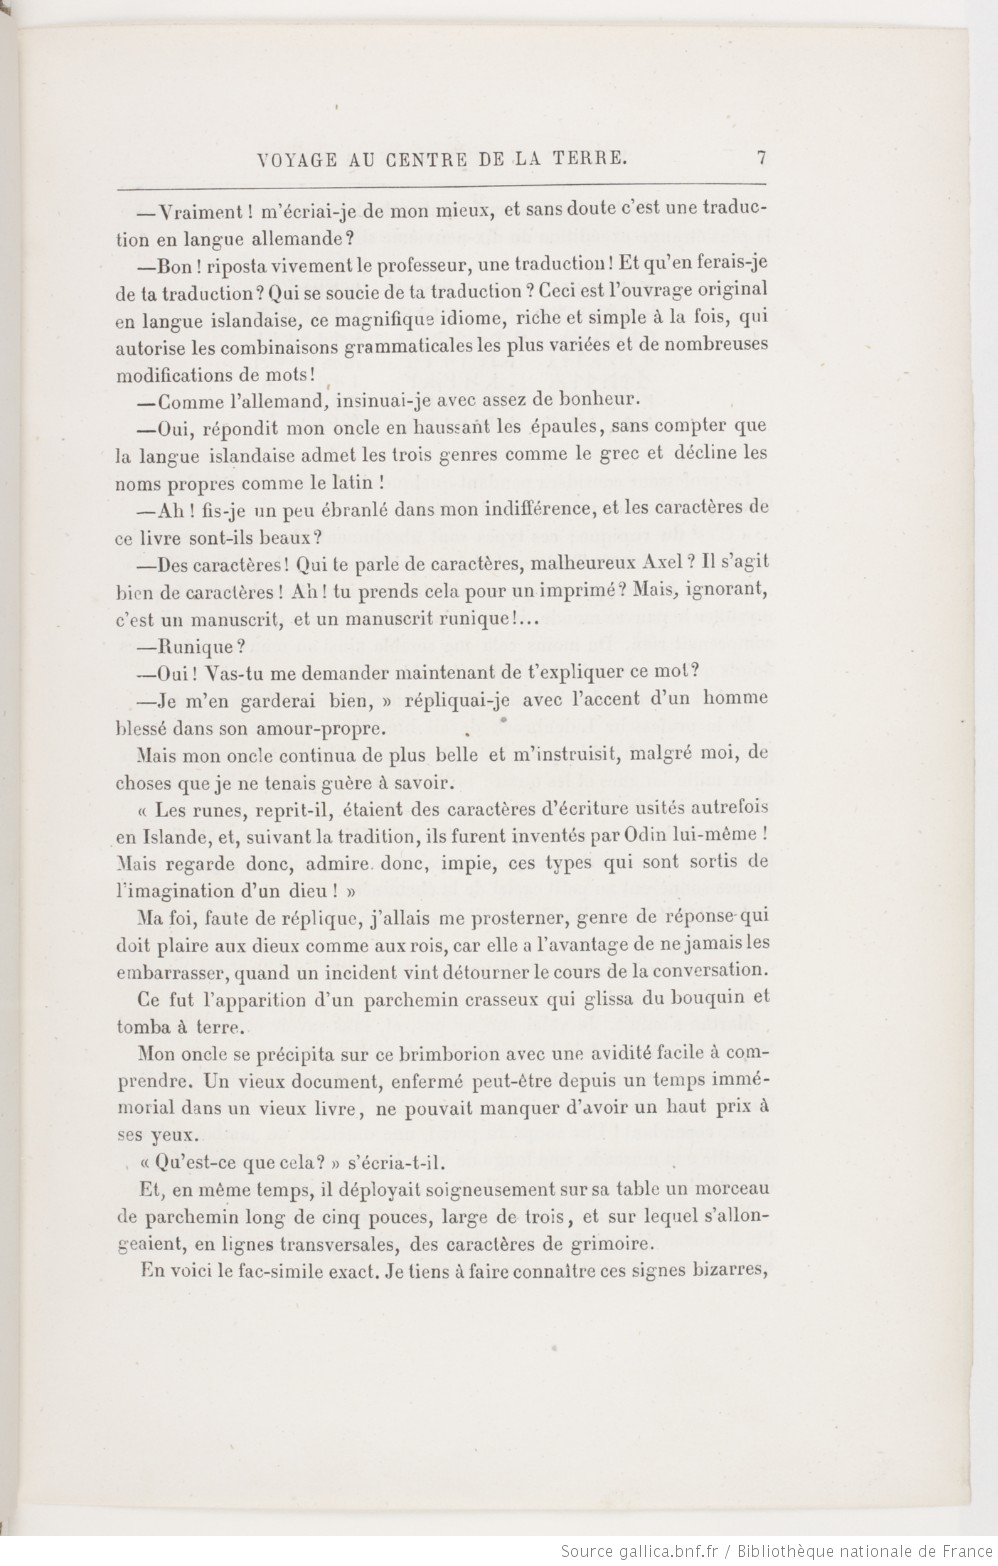 VOYAGE AU CENTRE DE LA TERRE. 7
—Vraiment ! m'écriai-je de mon mieux, et sans doute c'est une traduc-
tion en langue allemande ?
—Bon ! riposta vivement le professeur, une traduction ! Et qu'en ferais-je
de ta traduction ? Qui se soucie de ta traduction ? Ceci est l'ouvrage original
en langue islandaise, ce magnifique idiome, riche et simple à la fois, qui
autorise les combinaisons grammaticales les plus variées et de nombreuses
modifications de mots !
—Comme l'allemand, insinuai-je avec assez de bonheur.
—Oui, répondit mon oncle en haussant les épaules, sans compter que
la langue islandaise admet les trois genres comme le grec et décline les
noms propres comme le latin !
—Ah ! fis-je un peu ébranlé dans mon indifférence, et les caractères de
ce livre sont-ils beaux ?
—Des caractères ! Qui te parle de caractères, malheureux Axel ? Il s'agit
bien de caractères ! Ah ! tu prends cela pour un imprimé ? Mais, ignorant,
c'est un manuscrit, et un manuscrit runique !...
—Runique ?
—Oui ! Vas-tu me demander maintenant de t'expliquer ce mot ?
—Je m'en garderai bien, » répliquai-je avec l'accent d'un homme
blessé dans son amour-propre.
Mais mon oncle continua de plus belle et m'instruisit, malgré moi, de
choses que je ne tenais guère à savoir.
« Les runes, reprit-il, étaient des caractères d'écriture usités autrefois
en Islande, et, suivant la tradition, ils furent inventés par Odin lui-même !
Mais regarde donc, admire donc, impie, ces types qui sont sortis de
l'imagination d'un dieu ! »
Ma foi, faute de réplique, j'allais me prosterner, genre de réponse qui
doit plaire aux dieux comme aux rois, car elle a l'avantage de ne jamais les
embarrasser, quand un incident vint détourner le cours de la conversation.
Ce fut l'apparition d'un parchemin crasseux qui glissa du bouquin et
tomba à terre.
Mon oncle se précipita sur ce brimborion avec une avidité facile à com-
prendre. Un vieux document, enfermé peut-être depuis un temps immé-
morial dans un vieux livre, ne pouvait manquer d'avoir un haut prix à
ses yeux.
« Qu'est-ce que cela ? » s'écria-t-il.
Et, en même temps, il déployait soigneusement sur sa table un morceau
de parchemin long de cinq pouces, large de trois, et sur lequel s'allon-
geaient, en lignes transversales, des caractères de grimoire.
En voici le fac-simile exact. Je tiens à faire connaître ces signes bizarres,
Source gallica.bnf.fr / Bibliothèque nationale de France